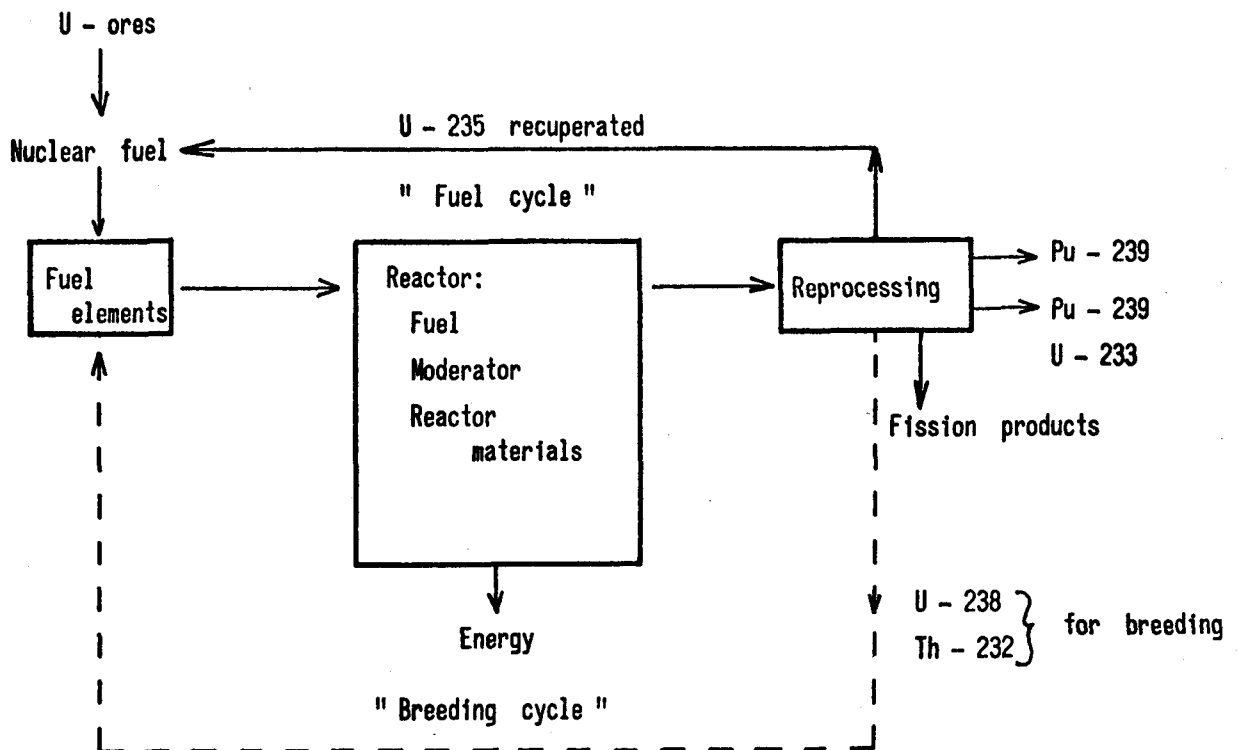 U - ores
U - 235 recuperated
Nuclear fuel
" Fuel cycle "
Fuel
elements
Reactor:
Fuel
Moderator
Reactor
materials
Reprocessing
Pu - 239
Pu - 239
U - 233
Fission products
Energy
U - 238
Th - 232
for breeding
" Breeding cycle "